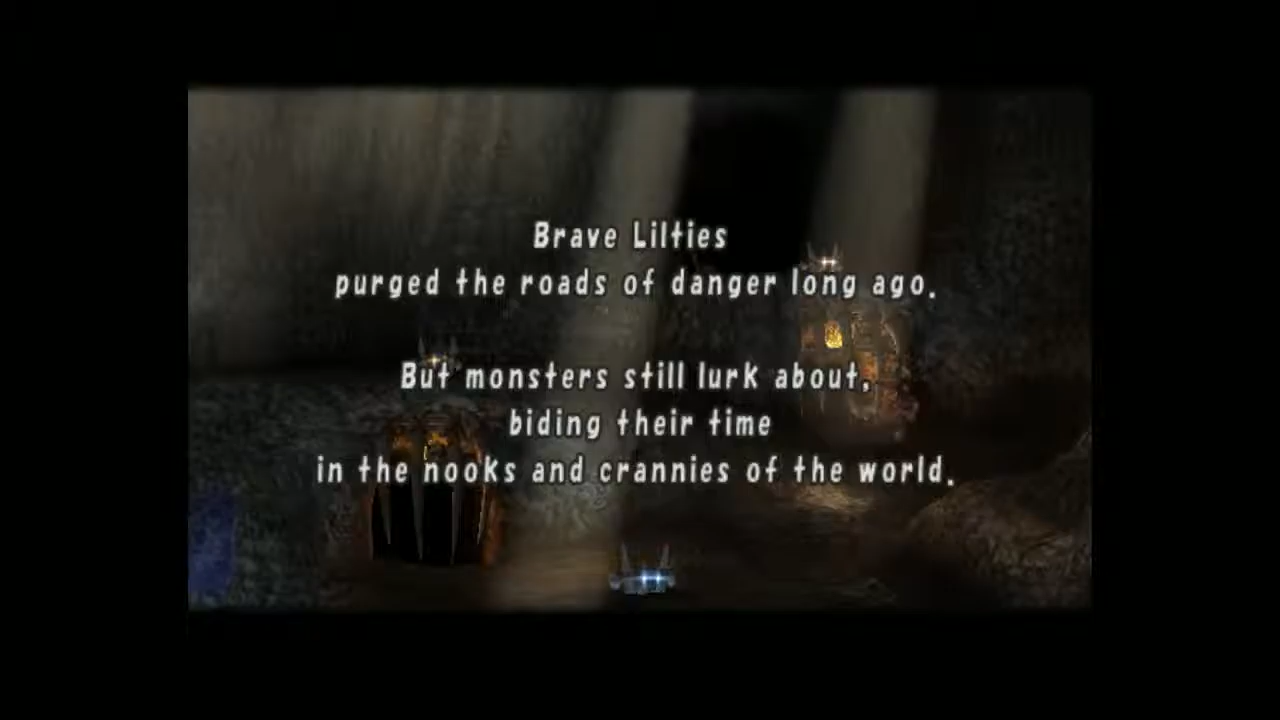 Brave Lilties
purged the roads of danger long ago.
But monsters still lurk about,
biding their time
in the nooks and crannies of the world.